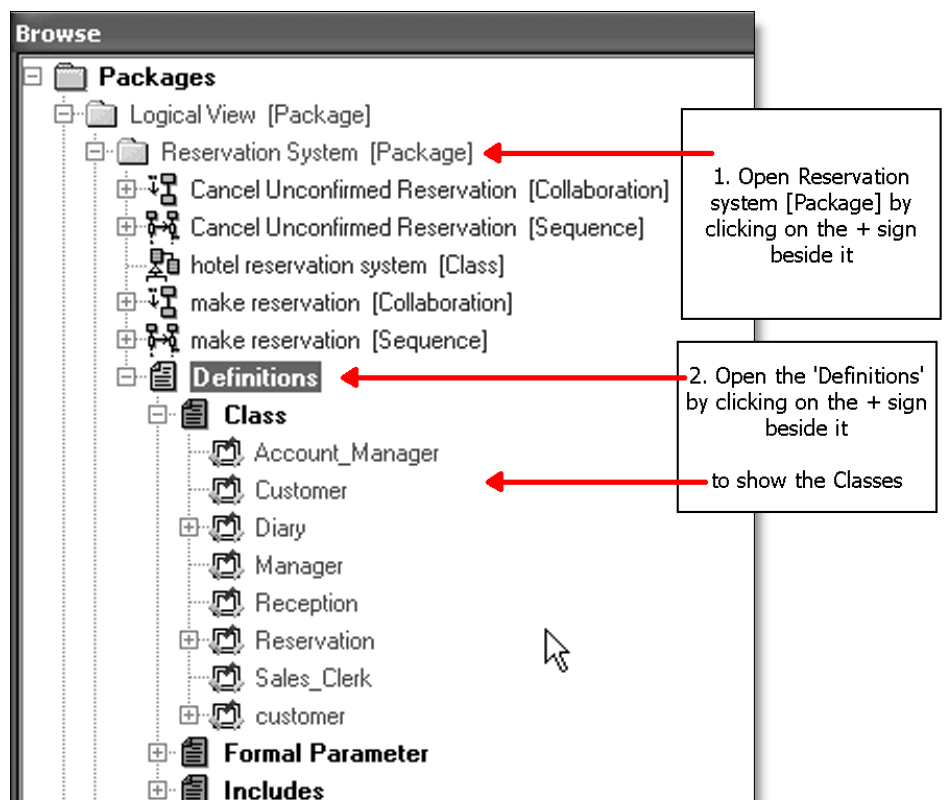 Browse
Packages
Logical View [Package]
Reservation System [Package]
Cancel Unconfirmed Reservation [Collaboration]
Cancel Unconfirmed Reservation [Sequence]
hotel reservation system [Class]
make reservation [Collaboration]
make reservation [Sequence]
Definitions
Class
Account_Manager
Customer
Diary
Manager
Reception
Reservation
Sales_Clerk
customer
Formal Parameter
Includes
1. Open Reservation
system [Package] by
clicking on the + sign
beside it
2. Open the 'Definitions'
by clicking on the + sign
beside it
to show the Classes